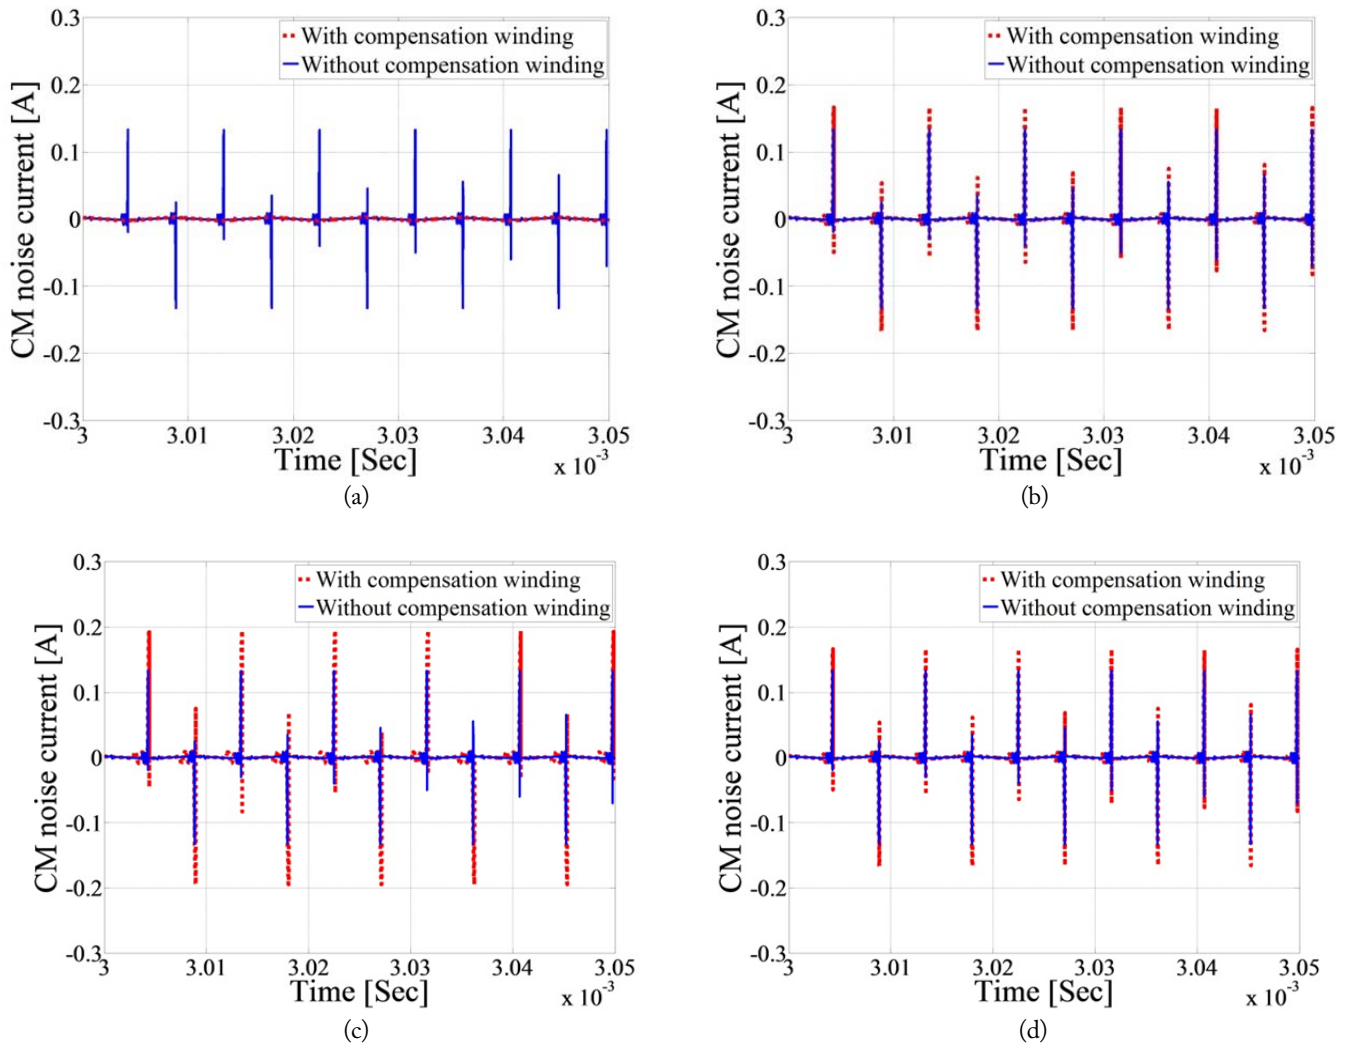 0.3
0.2
0.1
0
-0.1
-0.2
-0.3
CM noise current [A]
With compensation winding
Without compensation winding
3 3.01 3.02 3.03 3.04 3.05
Time [Sec]
x 10-3
(a)
0.3
0.2
0.1
0
-0.1
-0.2
-0.3
CM noise current [A]
With compensation winding
Without compensation winding
3 3.01 3.02 3.03 3.04 3.05
Time [Sec]
x 10-3
(b)
0.3
0.2
0.1
0
-0.1
-0.2
-0.3
CM noise current [A]
With compensation winding
Without compensation winding
3 3.01 3.02 3.03 3.04 3.05
Time [Sec]
x 10-3
(c)
0.3
0.2
0.1
0
-0.1
-0.2
-0.3
CM noise current [A]
With compensation winding
Without compensation winding
3 3.01 3.02 3.03 3.04 3.05
Time [Sec]
x 10-3
(d)